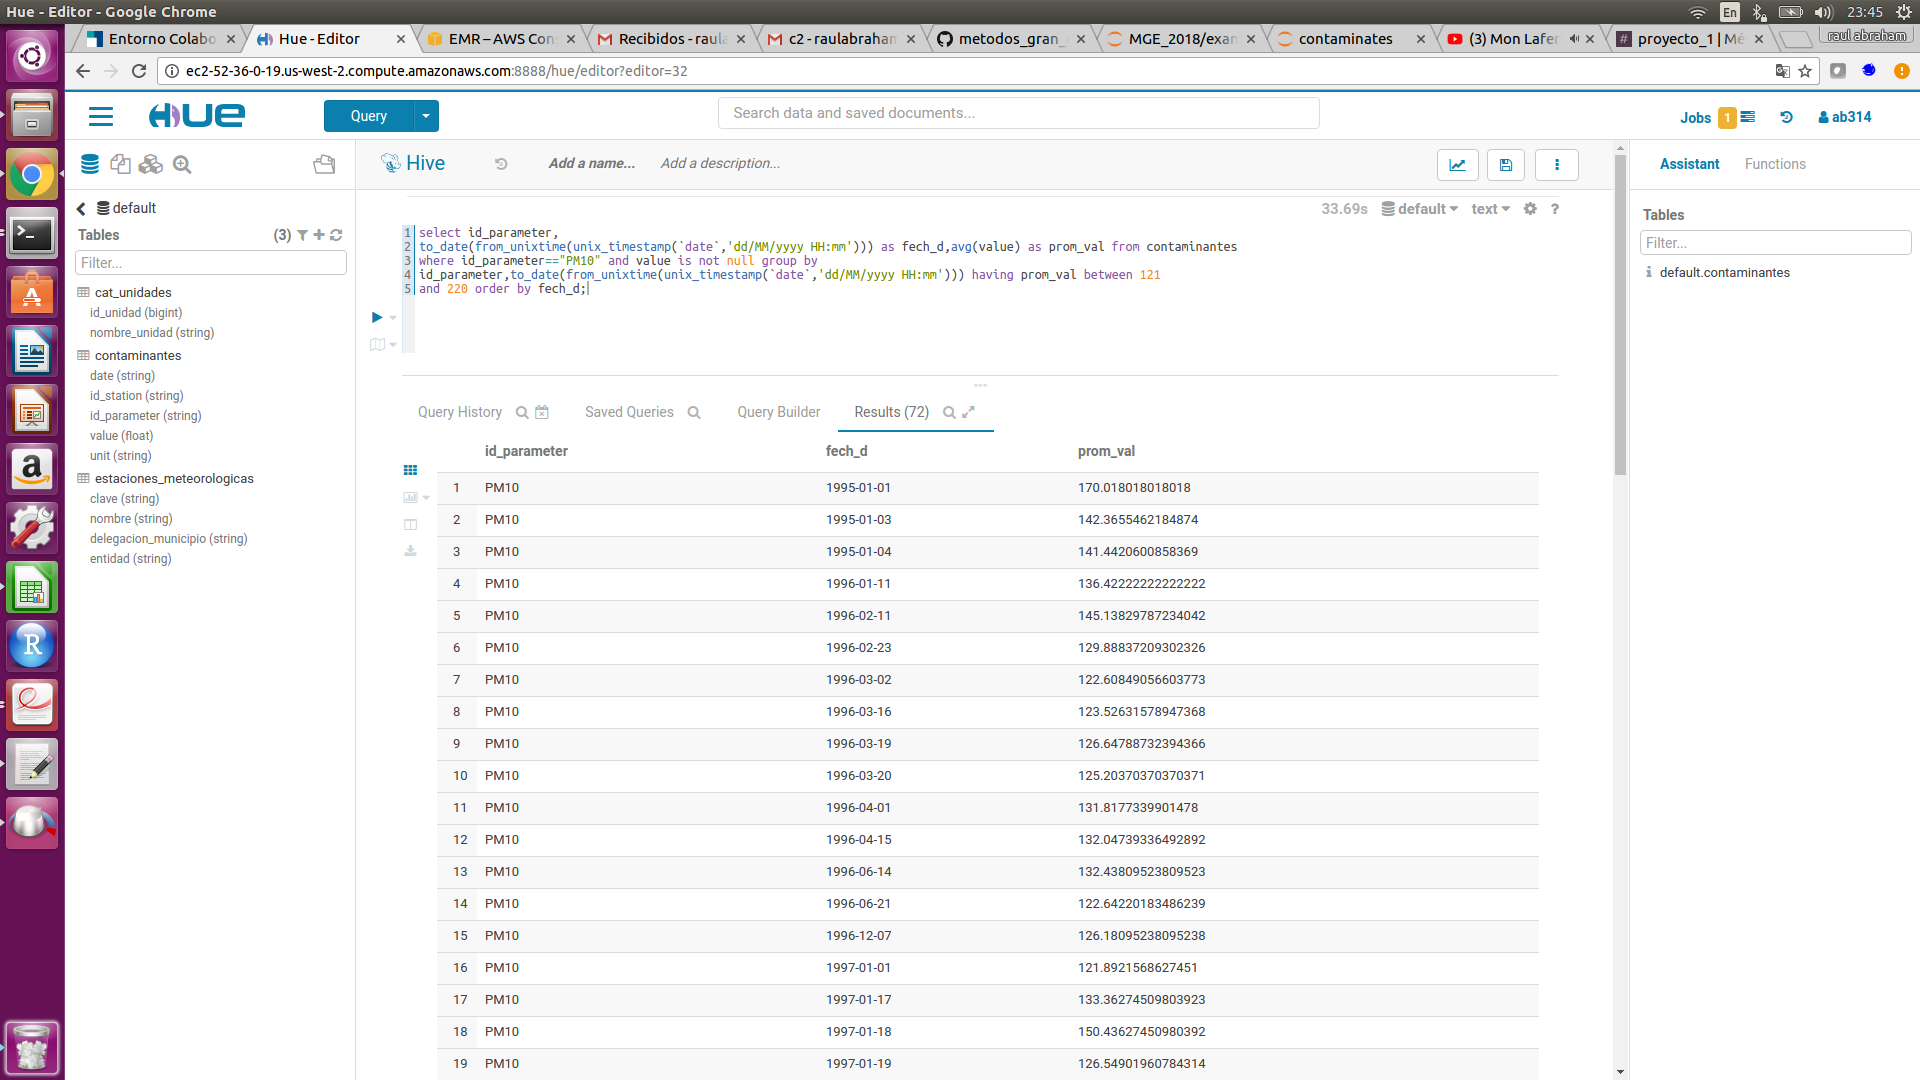 Hue - Editor - Google Chrome
En
23:45
Entorno Colabo
Hue - Editor
EMR – AWS Con
Recibidos - raula
c2 - raulabraham
metodos_gran_
MGE_2018/exan
contaminates
(3) Mon Lafer
proyecto_1 | Mé
raul abraham
ec2-52-36-0-19.us-west-2.compute.amazonaws.com:8888/hue/editor?editor=32
HUE
Query
Search data and saved documents...
Jobs 1
ab314
Hive
Add a name...
Add a description...
Assistant
Functions
default
Tables
(3)
Filter...
cat_unidades
id_unidad (bigint)
nombre_unidad (string)
contaminantes
date (string)
id_station (string)
id_parameter (string)
value (float)
unit (string)
estaciones_meteorologicas
clave (string)
nombre (string)
delegacion_municipio (string)
entidad (string)
33.69s
default
text
?
1 select id_parameter,
2 to_date(from_unixtime(unix_timestamp(`date`,'dd/MM/yyyy HH:mm'))) as fech_d,avg(value) as prom_val from contaminantes
3 where id_parameter=="PM10" and value is not null group by
4 id_parameter,to_date(from_unixtime(unix_timestamp(`date`,'dd/MM/yyyy HH:mm'))) having prom_val between 121
5 and 220 order by fech_d;
Tables
Filter...
default.contaminantes
Query History
Saved Queries
Query Builder
Results (72)
id_parameter fech_d prom_val
1 PM10 1995-01-01 170.018018018018
2 PM10 1995-01-03 142.3655462184874
3 PM10 1995-01-04 141.4420600858369
4 PM10 1996-01-11 136.42222222222222
5 PM10 1996-02-11 145.13829787234042
6 PM10 1996-02-23 129.88837209302326
7 PM10 1996-03-02 122.60849056603773
8 PM10 1996-03-16 123.52631578947368
9 PM10 1996-03-19 126.64788732394366
10 PM10 1996-03-20 125.20370370370371
11 PM10 1996-04-01 131.8177339901478
12 PM10 1996-04-15 132.04739336492892
13 PM10 1996-06-14 132.43809523809523
14 PM10 1996-06-21 122.64220183486239
15 PM10 1996-12-07 126.18095238095238
16 PM10 1997-01-01 121.8921568627451
17 PM10 1997-01-17 133.36274509803923
18 PM10 1997-01-18 150.43627450980392
19 PM10 1997-01-19 126.54901960784314